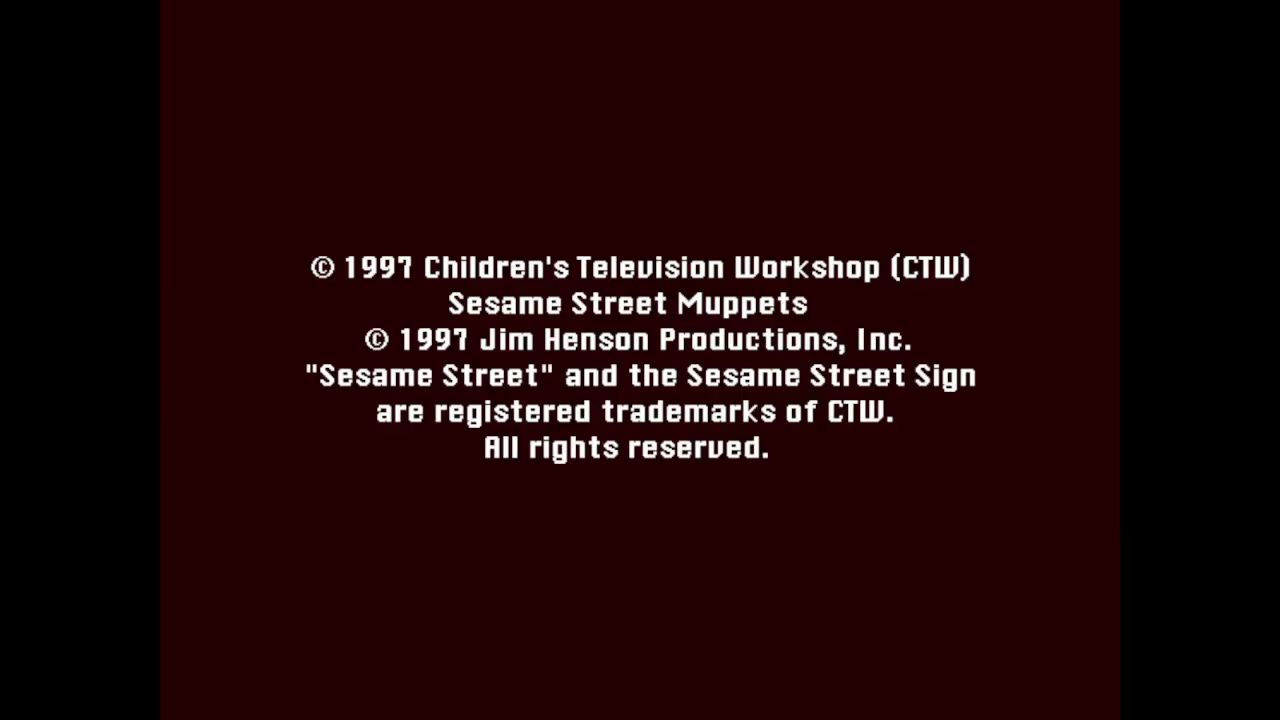 © 1997 Children's Television Workshop (CTW)
Sesame Street Muppets
© 1997 Jim Henson Productions, Inc.
"Sesame Street" and the Sesame Street Sign
are registered trademarks of CTW.
All rights reserved.